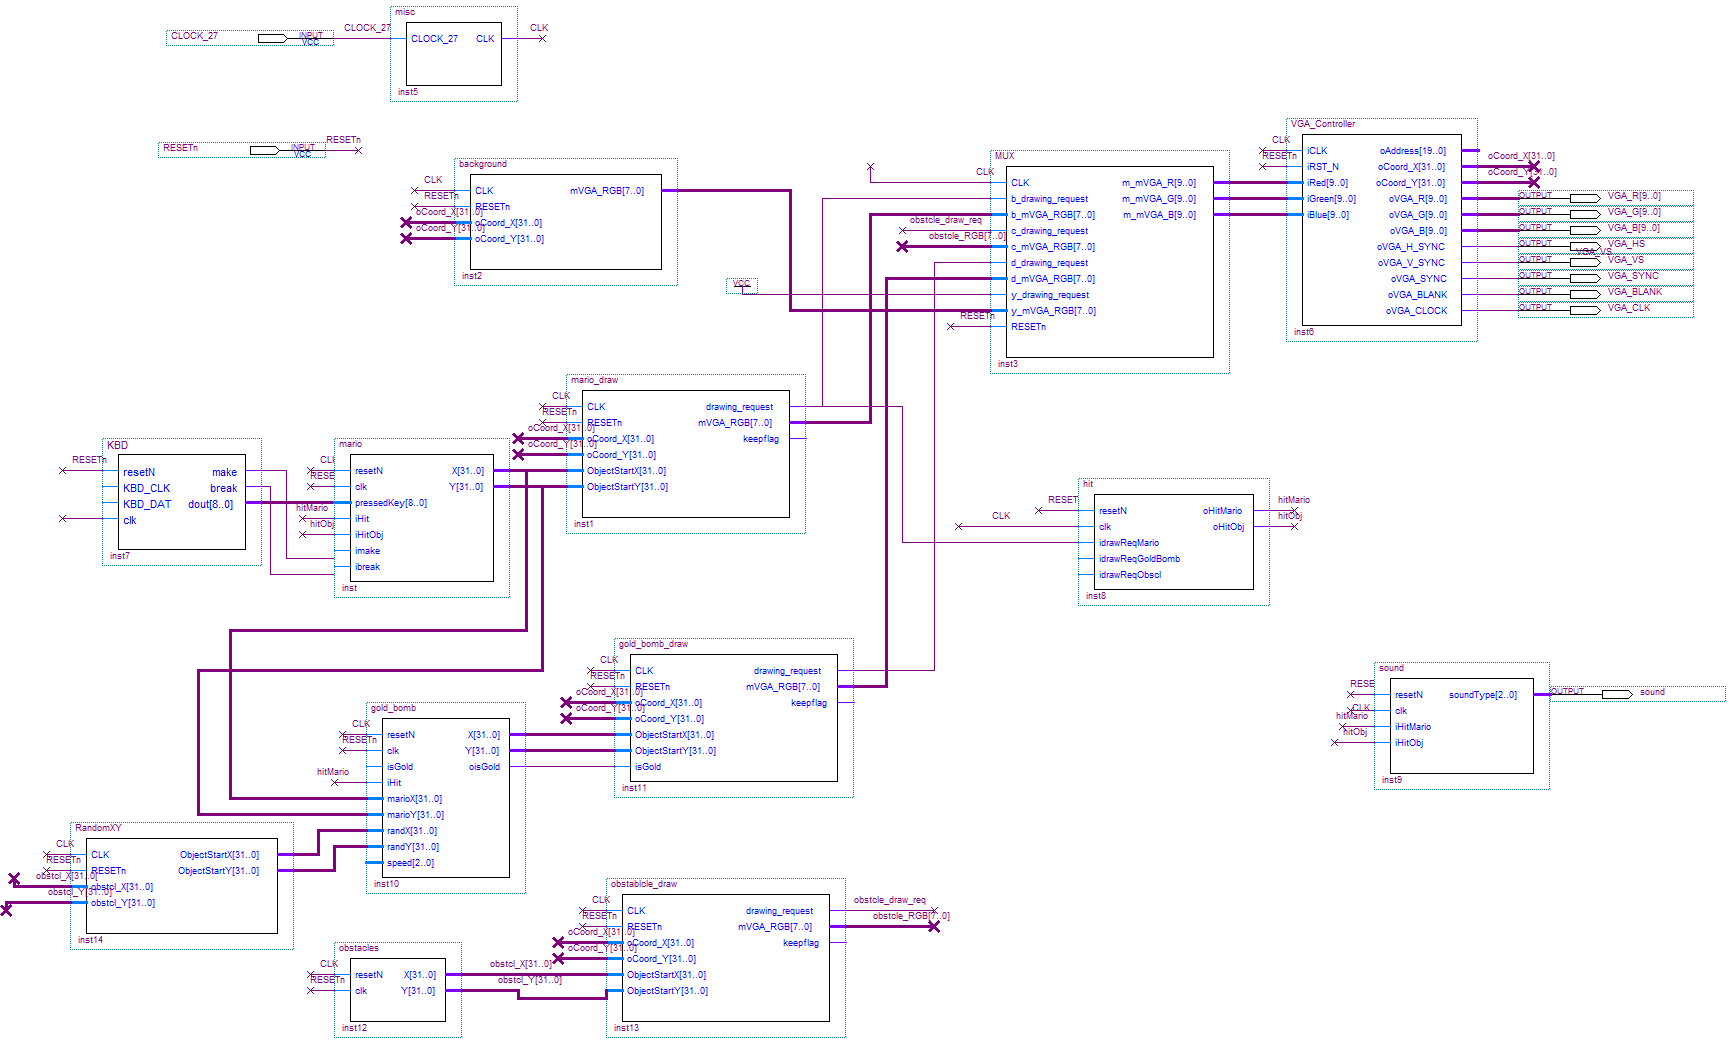 misc
CLOCK_27
INPUT
VCC
CLOCK_27
CLOCK_27
CLK
CLK
inst5
RESETn
INPUT
VCC
RESETn
background
CLK
RESETn
oCoord_X[31..0]
oCoord_Y[31..0]
CLK
RESETn
oCoord_X[31..0]
oCoord_Y[31..0]
mVGA_RGB[7..0]
inst2
VCC
MUX
CLK
obstcle_draw_req
obstcle_RGB[7..0]
RESETn
CLK
b_drawing_request
b_mVGA_RGB[7..0]
c_drawing_request
c_mVGA_RGB[7..0]
d_drawing_request
d_mVGA_RGB[7..0]
y_drawing_request
y_mVGA_RGB[7..0]
RESETn
m_mVGA_R[9..0]
m_mVGA_G[9..0]
m_mVGA_B[9..0]
inst3
VGA_Controller
CLK
RESETn
iCLK
iRST_N
iRed[9..0]
iGreen[9..0]
iBlue[9..0]
oAddress[19..0]
oCoord_X[31..0]
oCoord_Y[31..0]
oVGA_R[9..0]
oVGA_G[9..0]
oVGA_B[9..0]
oVGA_H_SYNC
oVGA_V_SYNC
oVGA_SYNC
oVGA_BLANK
oVGA_CLOCK
inst6
oCoord_X[31..0]
oCoord_Y[31..0]
OUTPUT
VGA_R[9..0]
OUTPUT
VGA_G[9..0]
OUTPUT
VGA_B[9..0]
OUTPUT
VGA_HS
VGA_VS
OUTPUT
VGA_VS
OUTPUT
VGA_SYNC
OUTPUT
VGA_BLANK
OUTPUT
VGA_CLK
mario_draw
CLK
RESETn
oCoord_X[31..0]
oCoord_Y[31..0]
CLK
RESETn
oCoord_X[31..0]
oCoord_Y[31..0]
ObjectStartX[31..0]
ObjectStartY[31..0]
drawing_request
mVGA_RGB[7..0]
keepflag
inst1
KBD
RESETn
resetN
KBD_CLK
KBD_DAT
clk
make
break
dout[8..0]
inst7
mario
CLK
RESE
hitMario
hitObj
resetN
clk
pressedKey[8..0]
iHit
iHitObj
imake
ibreak
X[31..0]
Y[31..0]
inst
hit
RESET
CLK
resetN
clk
idrawReqMario
idrawReqGoldBomb
idrawReqObscl
oHitMario
oHitObj
hitMario
hitObj
inst8
gold_bomb_draw
CLK
RESETn
oCoord_X[31..0]
oCoord_Y[31..0]
CLK
RESETn
oCoord_X[31..0]
oCoord_Y[31..0]
ObjectStartX[31..0]
ObjectStartY[31..0]
isGold
drawing_request
mVGA_RGB[7..0]
keepflag
inst11
sound
RESE
CLK
hitMario
hitObj
resetN
clk
iHitMario
iHitObj
soundType[2..0]
OUTPUT
sound
inst9
gold_bomb
CLK
RESETn
hitMario
resetN
clk
isGold
iHit
marioX[31..0]
marioY[31..0]
randX[31..0]
randY[31..0]
speed[2..0]
X[31..0]
Y[31..0]
oisGold
inst10
RandomXY
CLK
RESETn
obstcl_X[31..0]
obstcl_Y[31..0]
CLK
RESETn
obstcl_X[31..0]
obstcl_Y[31..0]
ObjectStartX[31..0]
ObjectStartY[31..0]
inst14
obstablcle_draw
CLK
RESETn
oCoord_X[31..0]
oCoord_Y[31..0]
CLK
RESETn
oCoord_X[31..0]
oCoord_Y[31..0]
ObjectStartX[31..0]
ObjectStartY[31..0]
drawing_request
mVGA_RGB[7..0]
keepflag
obstcle_draw_req
obstcle_RGB[7..0]
inst13
obstacles
CLK
RESETn
resetN
clk
X[31..0]
Y[31..0]
obstcl_X[31..0]
obstcl_Y[31..0]
inst12